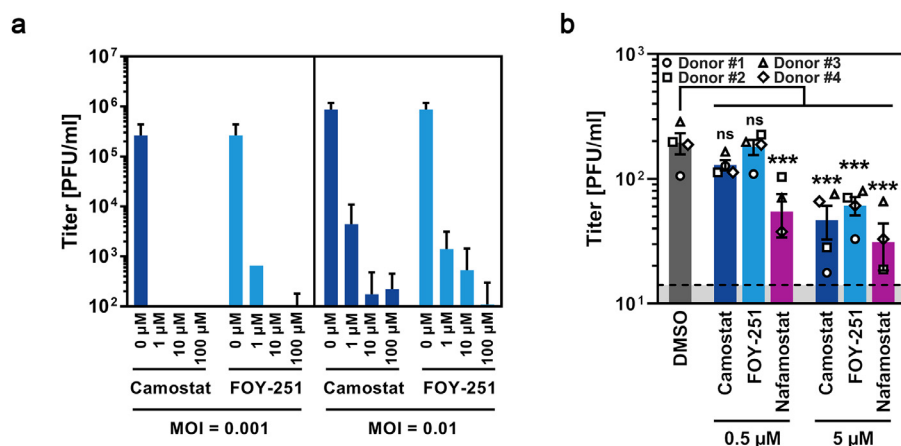 a
Titer [PFU/ml]
10⁷
10⁶
10⁵
10⁴
10³
10²
0 µM 1 µM 10 µM 100 µM 0 µM 1 µM 10 µM 100 µM 0 µM 1 µM 10 µM 100 µM 0 µM 1 µM 10 µM 100 µM
Camostat FOY-251 Camostat FOY-251
MOI = 0.001 MOI = 0.01
b
Titer [PFU/ml]
10³
10²
10¹
Donor #1 Donor #3
Donor #2 Donor #4
ns ns *** *** *** ***
DMSO Camostat FOY-251 Nafamostat Camostat FOY-251 Nafamostat
0.5 µM 5 µM